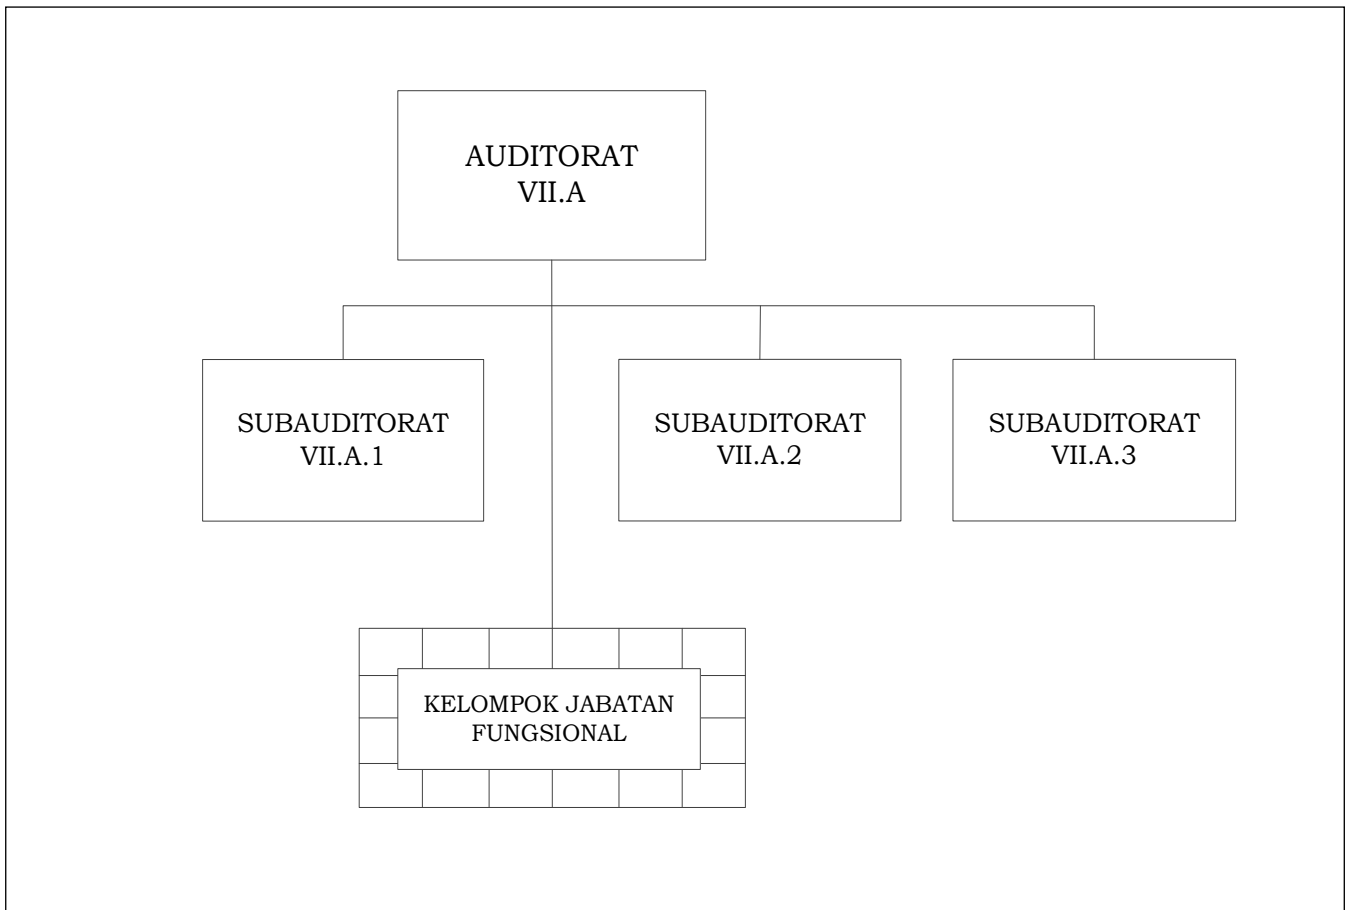 AUDITORAT
VII.A
SUBAUDITORAT
VII.A.1
SUBAUDITORAT
VII.A.2
SUBAUDITORAT
VII.A.3
KELOMPOK JABATAN
FUNGSIONAL